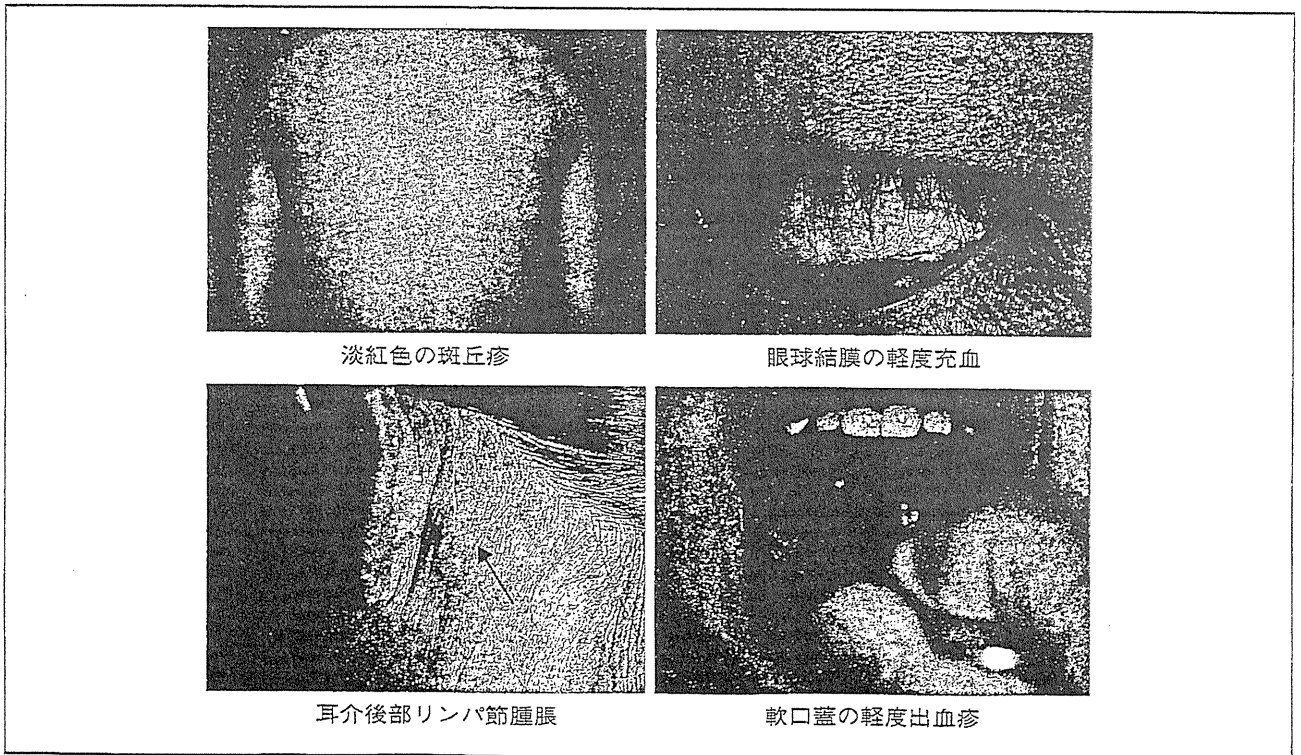 淡紅色の斑丘疹
眼球結膜の軽度充血
耳介後部リンパ節腫脹
軟口蓋の軽度出血疹